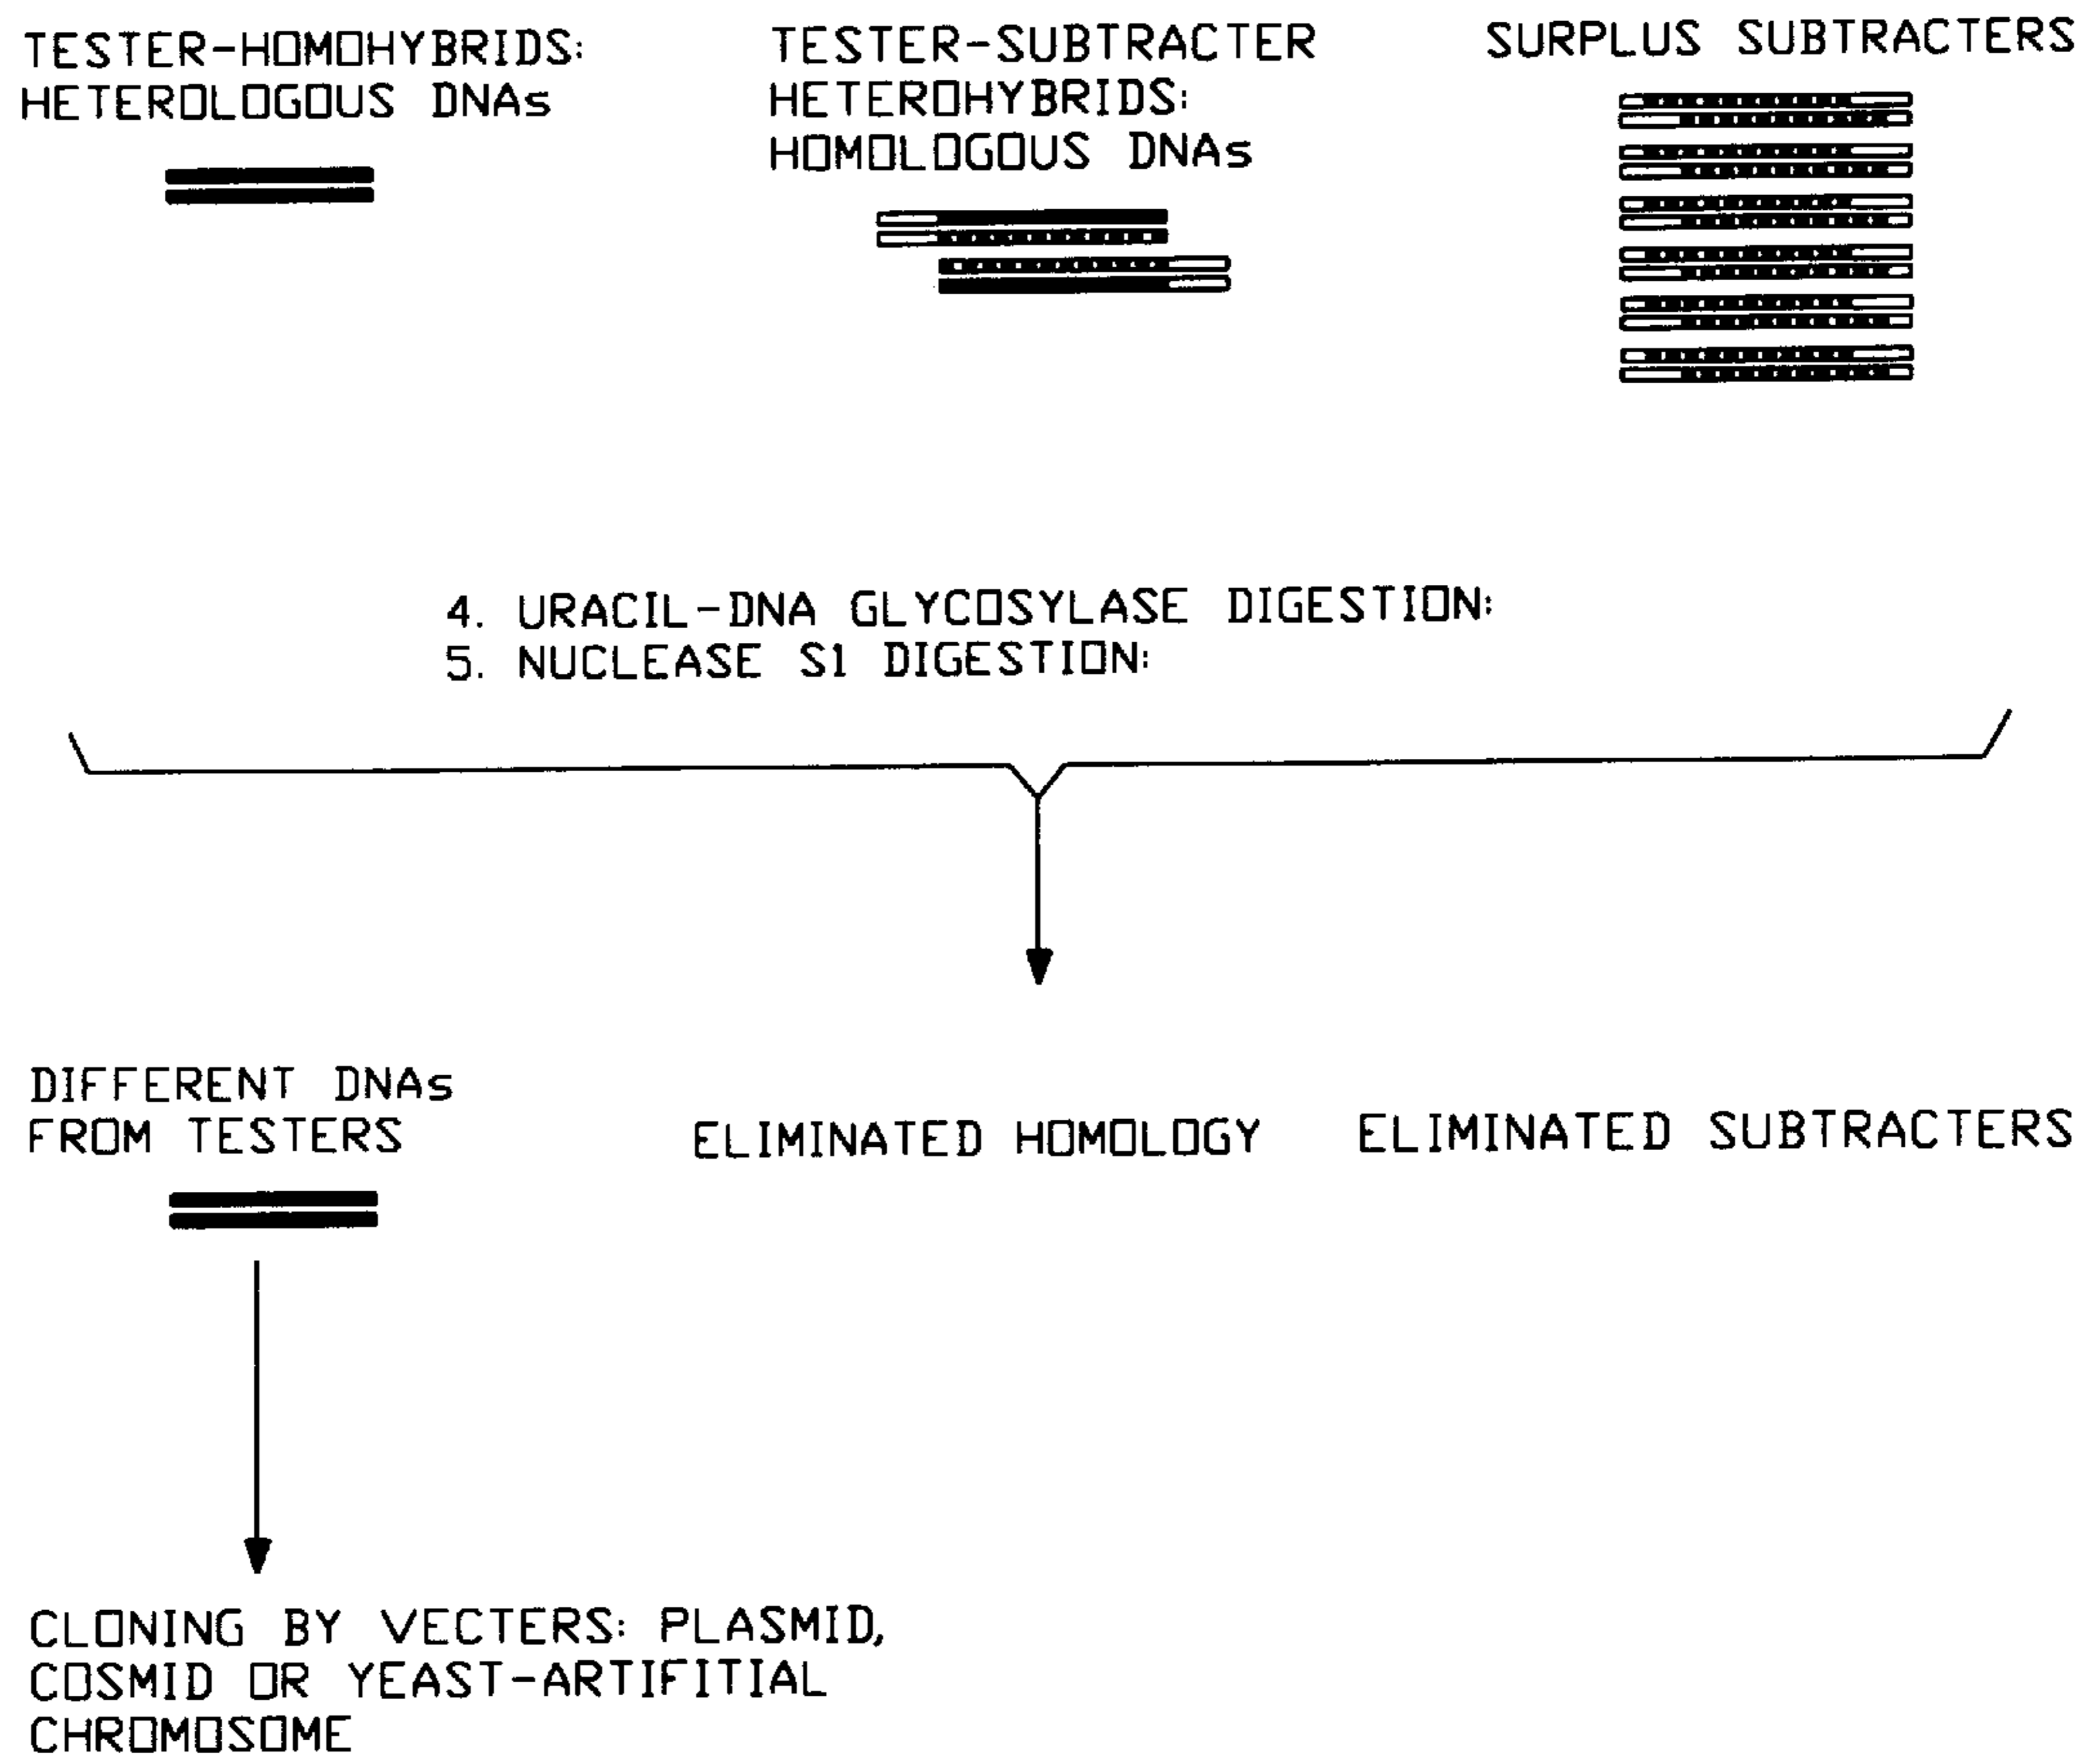 TESTER-HOMOHYBRIDS:
HETEROLOGOUS DNAs
TESTER-SUBTRACTER
HETEROHYBRIDS:
HOMOLOGOUS DNAs
SURPLUS SUBTRACTERS
4. URACIL-DNA GLYCOSYLASE DIGESTION:
5. NUCLEASE S1 DIGESTION:
DIFFERENT DNAs
FROM TESTERS
ELIMINATED HOMOLOGY
ELIMINATED SUBTRACTERS
CLONING BY VECTERS: PLASMID,
COSMID OR YEAST-ARTIFITIAL
CHROMOSOME